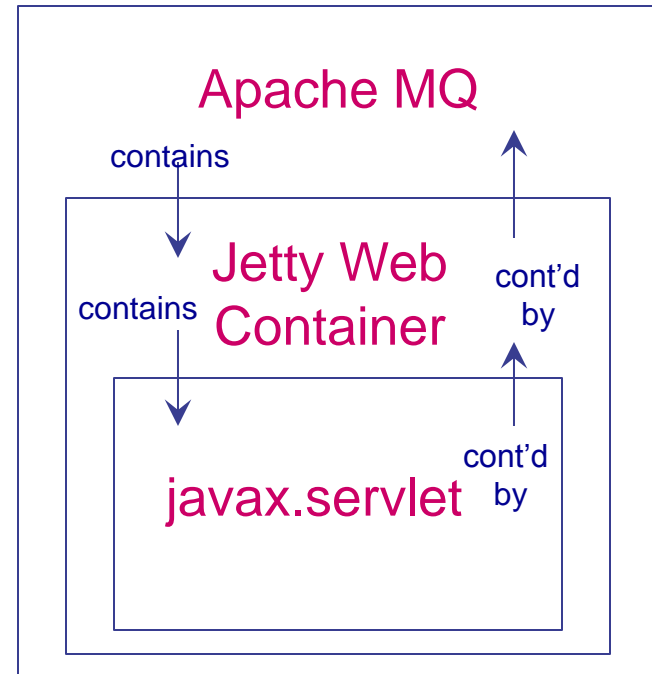 Apache MQ
contains
Jetty Web
Container
cont’d
by
contains
javax.servlet
cont’d
by